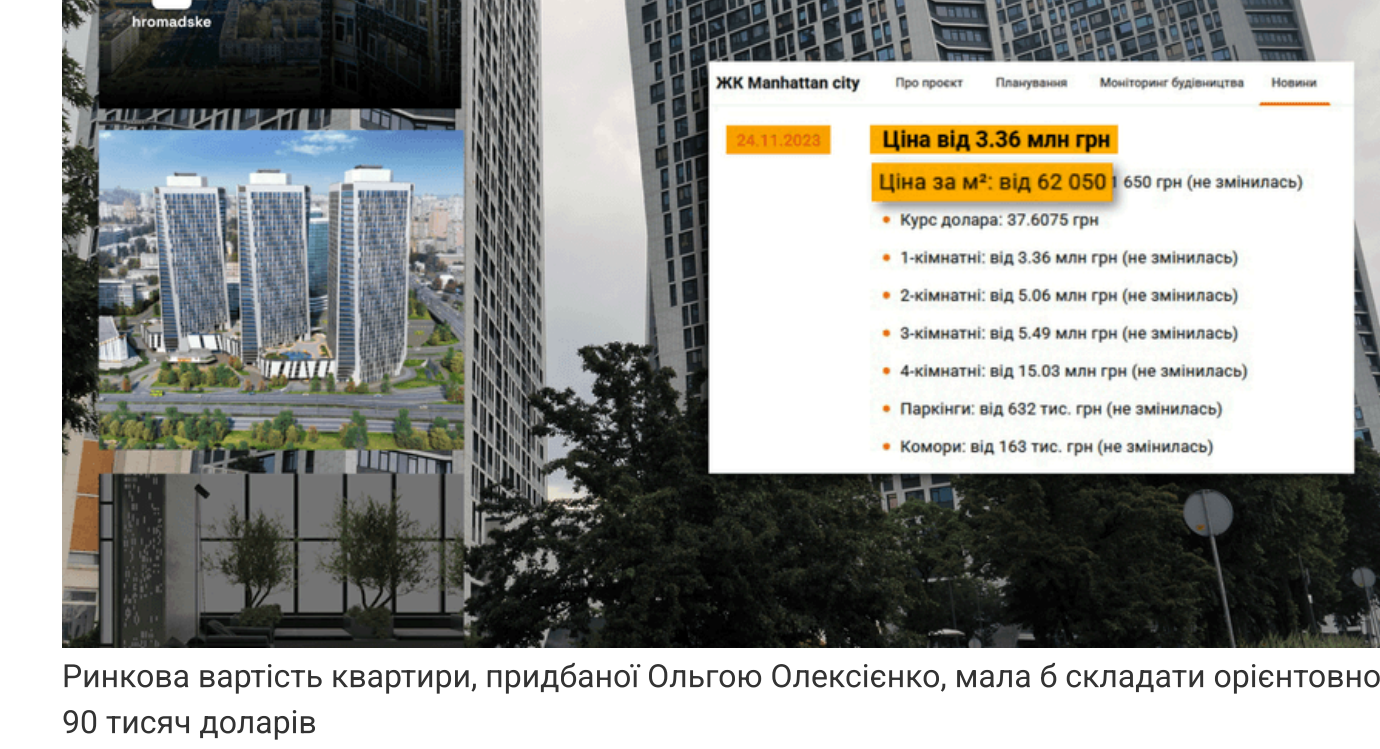 hromadske
ЖК Manhattan city
Про проєкт
Планування
Моніторинг будівництва
Новини
24.11.2023
Ціна від 3.36 млн грн
Ціна за м²: від 62 050 1 650 грн (не змінилась)
Курс долара: 37.6075 грн
1-кімнатні: від 3.36 млн грн (не змінилась)
2-кімнатні: від 5.06 млн грн (не змінилась)
3-кімнатні: від 5.49 млн грн (не змінилась)
4-кімнатні: від 15.03 млн грн (не змінилась)
Паркінги: від 632 тис. грн (не змінилась)
Комори: від 163 тис. грн (не змінилась)
Ринкова вартість квартири, придбаної Ольгою Олексієнко, мала б складати орієнтовно
90 тисяч доларів